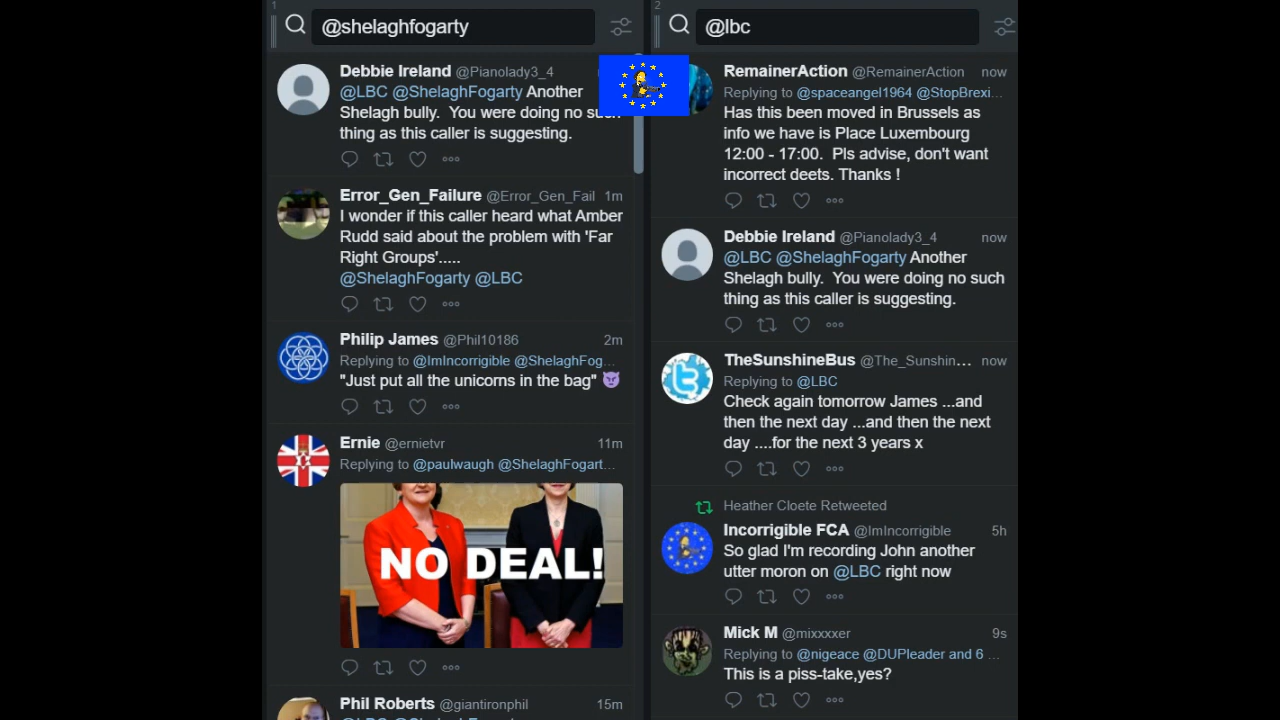 1
@shelaghfogarty
Debbie Ireland @Pianolady3_4
@LBC @ShelaghFogarty Another
Shelagh bully.  You were doing no such
thing as this caller is suggesting.
Error_Gen_Failure @Error_Gen_Fail 1m
I wonder if this caller heard what Amber
Rudd said about the problem with 'Far
Right Groups'.....
@ShelaghFogarty @LBC
Philip James @Phil10186 2m
Replying to @ImIncorrigible @ShelaghFog...
"Just put all the unicorns in the bag" 😈
Ernie @ernietvr 11m
Replying to @paulwaugh @ShelaghFogart...
NO DEAL!
Phil Roberts @giantironphil 15m
2
@lbc
RemainerAction @RemainerAction now
Replying to @spaceangel1964 @StopBrexi...
Has this been moved in Brussels as
info we have is Place Luxembourg
12:00 - 17:00.  Pls advise, don't want
incorrect deets. Thanks !
Debbie Ireland @Pianolady3_4 now
@LBC @ShelaghFogarty Another
Shelagh bully.  You were doing no such
thing as this caller is suggesting.
TheSunshineBus @The_Sunshin... now
Replying to @LBC
Check again tomorrow James ...and
then the next day ...and then the next
day ....for the next 3 years x
Heather Cloete Retweeted
Incorrigible FCA @ImIncorrigible 5h
So glad I'm recording John another
utter moron on @LBC right now
Mick M @mixxxxer 9s
Replying to @nigeace @DUPleader and 6 ...
This is a piss-take,yes?